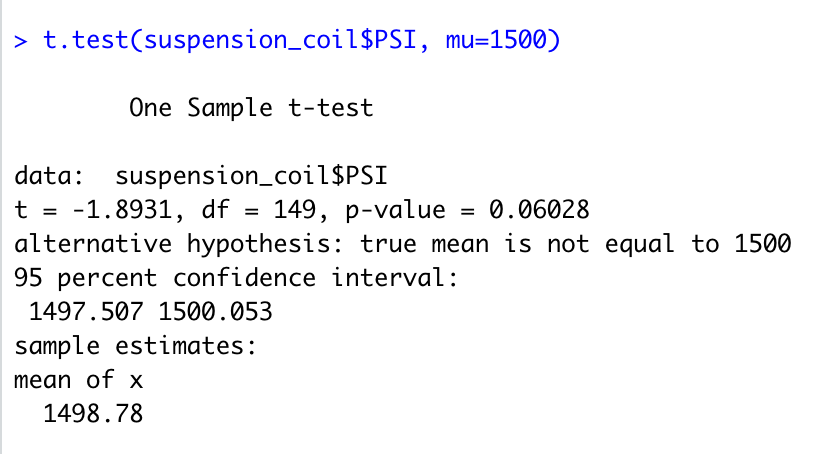 > t.test(suspension_coil$PSI, mu=1500)
One Sample t-test
data:  suspension_coil$PSI
t = -1.8931, df = 149, p-value = 0.06028
alternative hypothesis: true mean is not equal to 1500
95 percent confidence interval:
1497.507 1500.053
sample estimates:
mean of x
1498.78